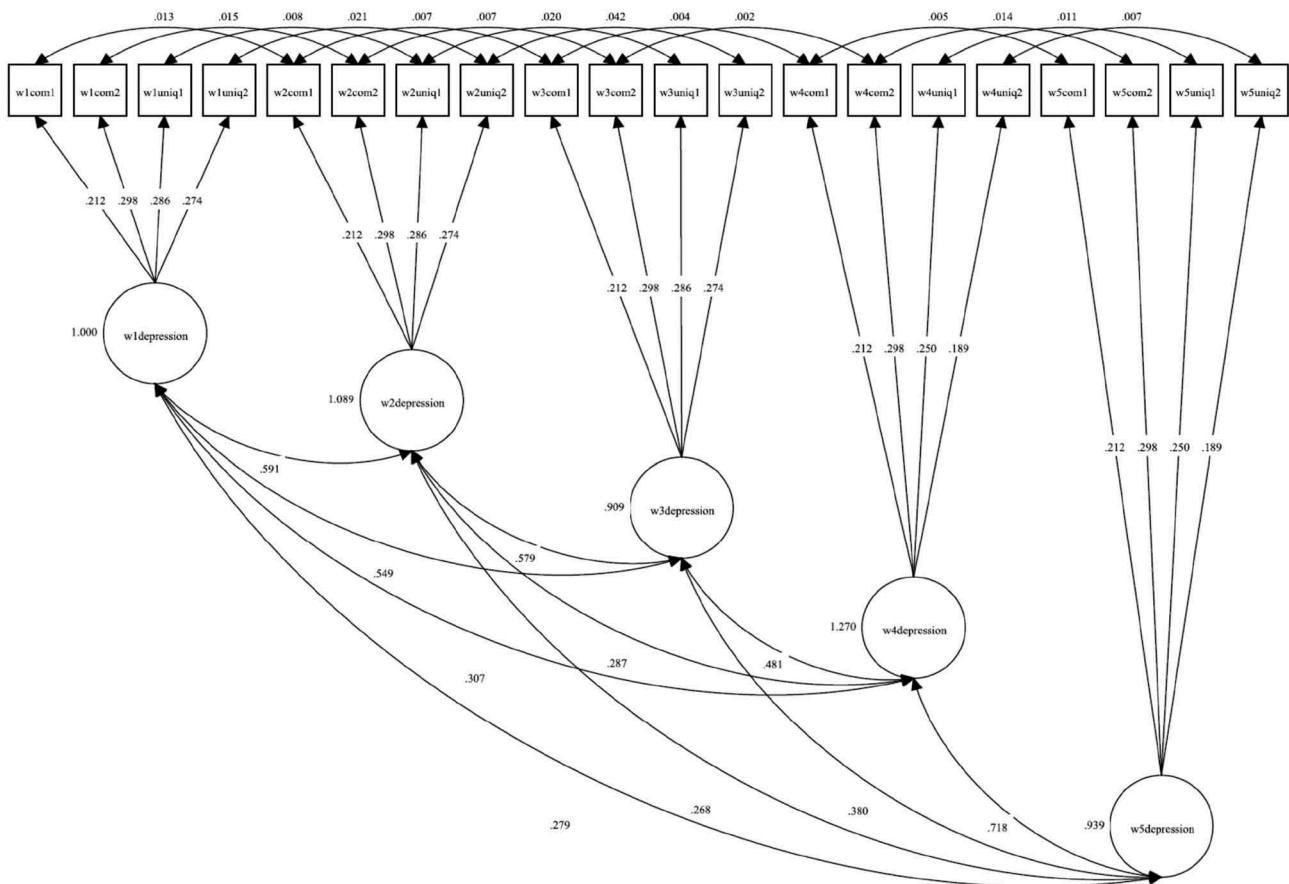 .013 .015 .008 .021 .007 .007 .020 .042 .004 .002 .005 .014 .011 .007
w1com1 w1com2 w1uniq1 w1uniq2 w2com1 w2com2 w2uniq1 w2uniq2 w3com1 w3com2 w3uniq1 w3uniq2 w4com1 w4com2 w4uniq1 w4uniq2 w5com1 w5com2 w5uniq1 w5uniq2
.212 .298 .286 .274
.212 .298 .286 .274
.212 .298 .286 .274
1.000 w1depression
.212 .298 .250 .189
1.089 w2depression
.212 .298 .250 .189
.591
.909 w3depression
.579
.549
1.270 w4depression
.287 .481
.307
.268 .380
.279 .718 .939 w5depression